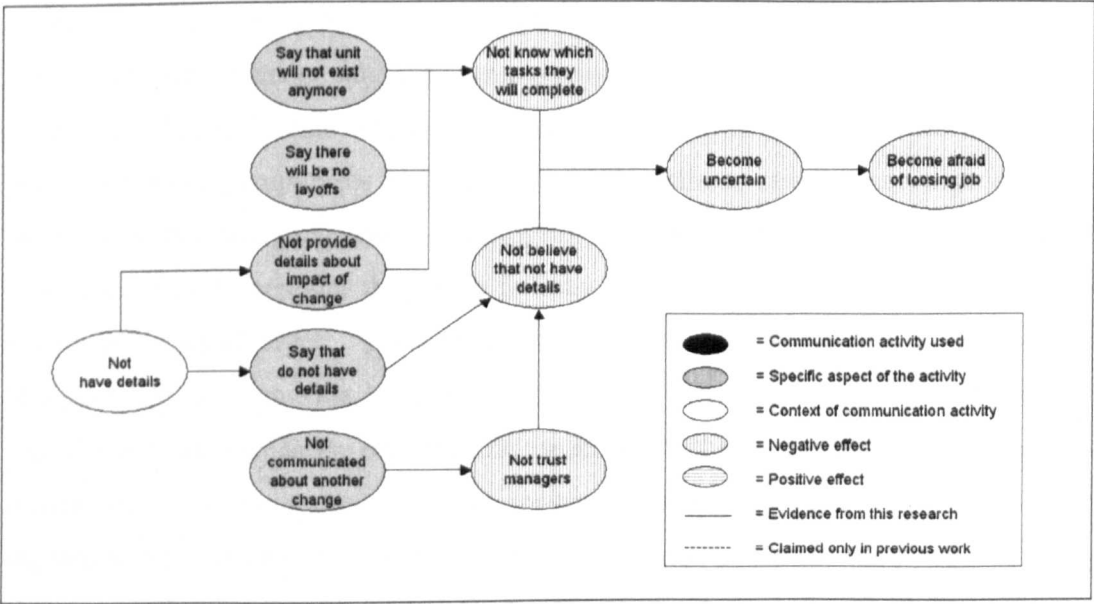 Say that unit
will not exist
anymore
Not know which
tasks they
will complete
Say there
will be no
layoffs
Become
uncertain
Become afraid
of loosing job
Not provide
details about
impact of
change
Not believe
that not have
details
Not
have details
Say that
do not have
details
Not
communicated
about another
change
Not trust
managers
= Communication activity used
= Specific aspect of the activity
= Context of communication activity
= Negative effect
= Positive effect
= Evidence from this research
= Claimed only in previous work